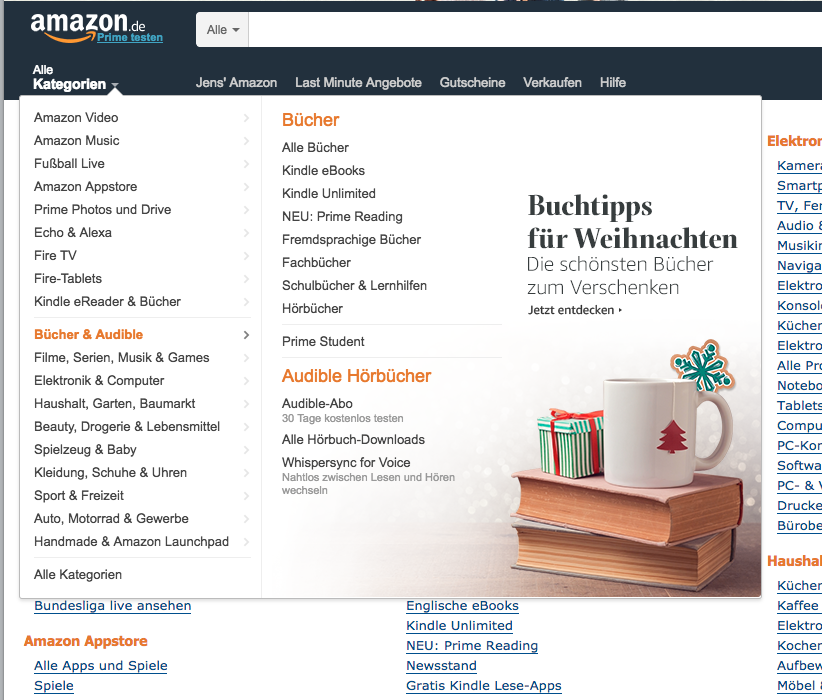 amazon.de
Prime testen
Alle
Alle
Kategorien
Jens' Amazon
Last Minute Angebote
Gutscheine
Verkaufen
Hilfe
Amazon Video
Amazon Music
Fußball Live
Amazon Appstore
Prime Photos und Drive
Echo & Alexa
Fire TV
Fire-Tablets
Kindle eReader & Bücher
Bücher & Audible
Filme, Serien, Musik & Games
Elektronik & Computer
Haushalt, Garten, Baumarkt
Beauty, Drogerie & Lebensmittel
Spielzeug & Baby
Kleidung, Schuhe & Uhren
Sport & Freizeit
Auto, Motorrad & Gewerbe
Handmade & Amazon Launchpad
Alle Kategorien
Bücher
Alle Bücher
Kindle eBooks
Kindle Unlimited
NEU: Prime Reading
Fremdsprachige Bücher
Fachbücher
Schulbücher & Lernhilfen
Hörbücher
Prime Student
Audible Hörbücher
Audible-Abo
30 Tage kostenlos testen
Alle Hörbuch-Downloads
Whispersync for Voice
Nahtlos zwischen Lesen und Hören
wechseln
Buchtipps
für Weihnachten
Die schönsten Bücher
zum Verschenken
Jetzt entdecken
Bundesliga live ansehen
Amazon Appstore
Alle Apps und Spiele
Spiele
Englische eBooks
Kindle Unlimited
NEU: Prime Reading
Newsstand
Gratis Kindle Lese-Apps
Elektron
Kamera
Smartp
TV, Fer
Audio &
Musikin
Naviga
Elektro
Konsol
Küchen
Elektro
Alle Pro
Notebo
Tablets
Compu
PC-Kon
Softwa
PC- & V
Drucke
Bürobe
Haushal
Küchen
Kaffee
Elektro
Kochen
Aufbew
Möbel &